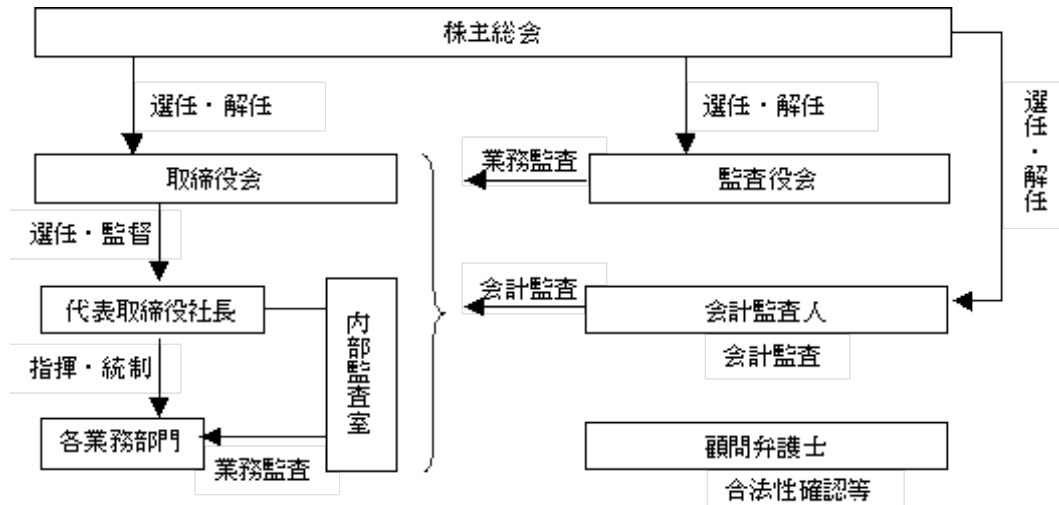 株主総会
選任・解任
選任・解任
選任・解任
取締役会
業務監査
監査役会
選任・監督
代表取締役社長
内部監査室
会計監査
会計監査人
会計監査
指揮・統制
各業務部門
業務監査
顧問弁護士
合法性確認等